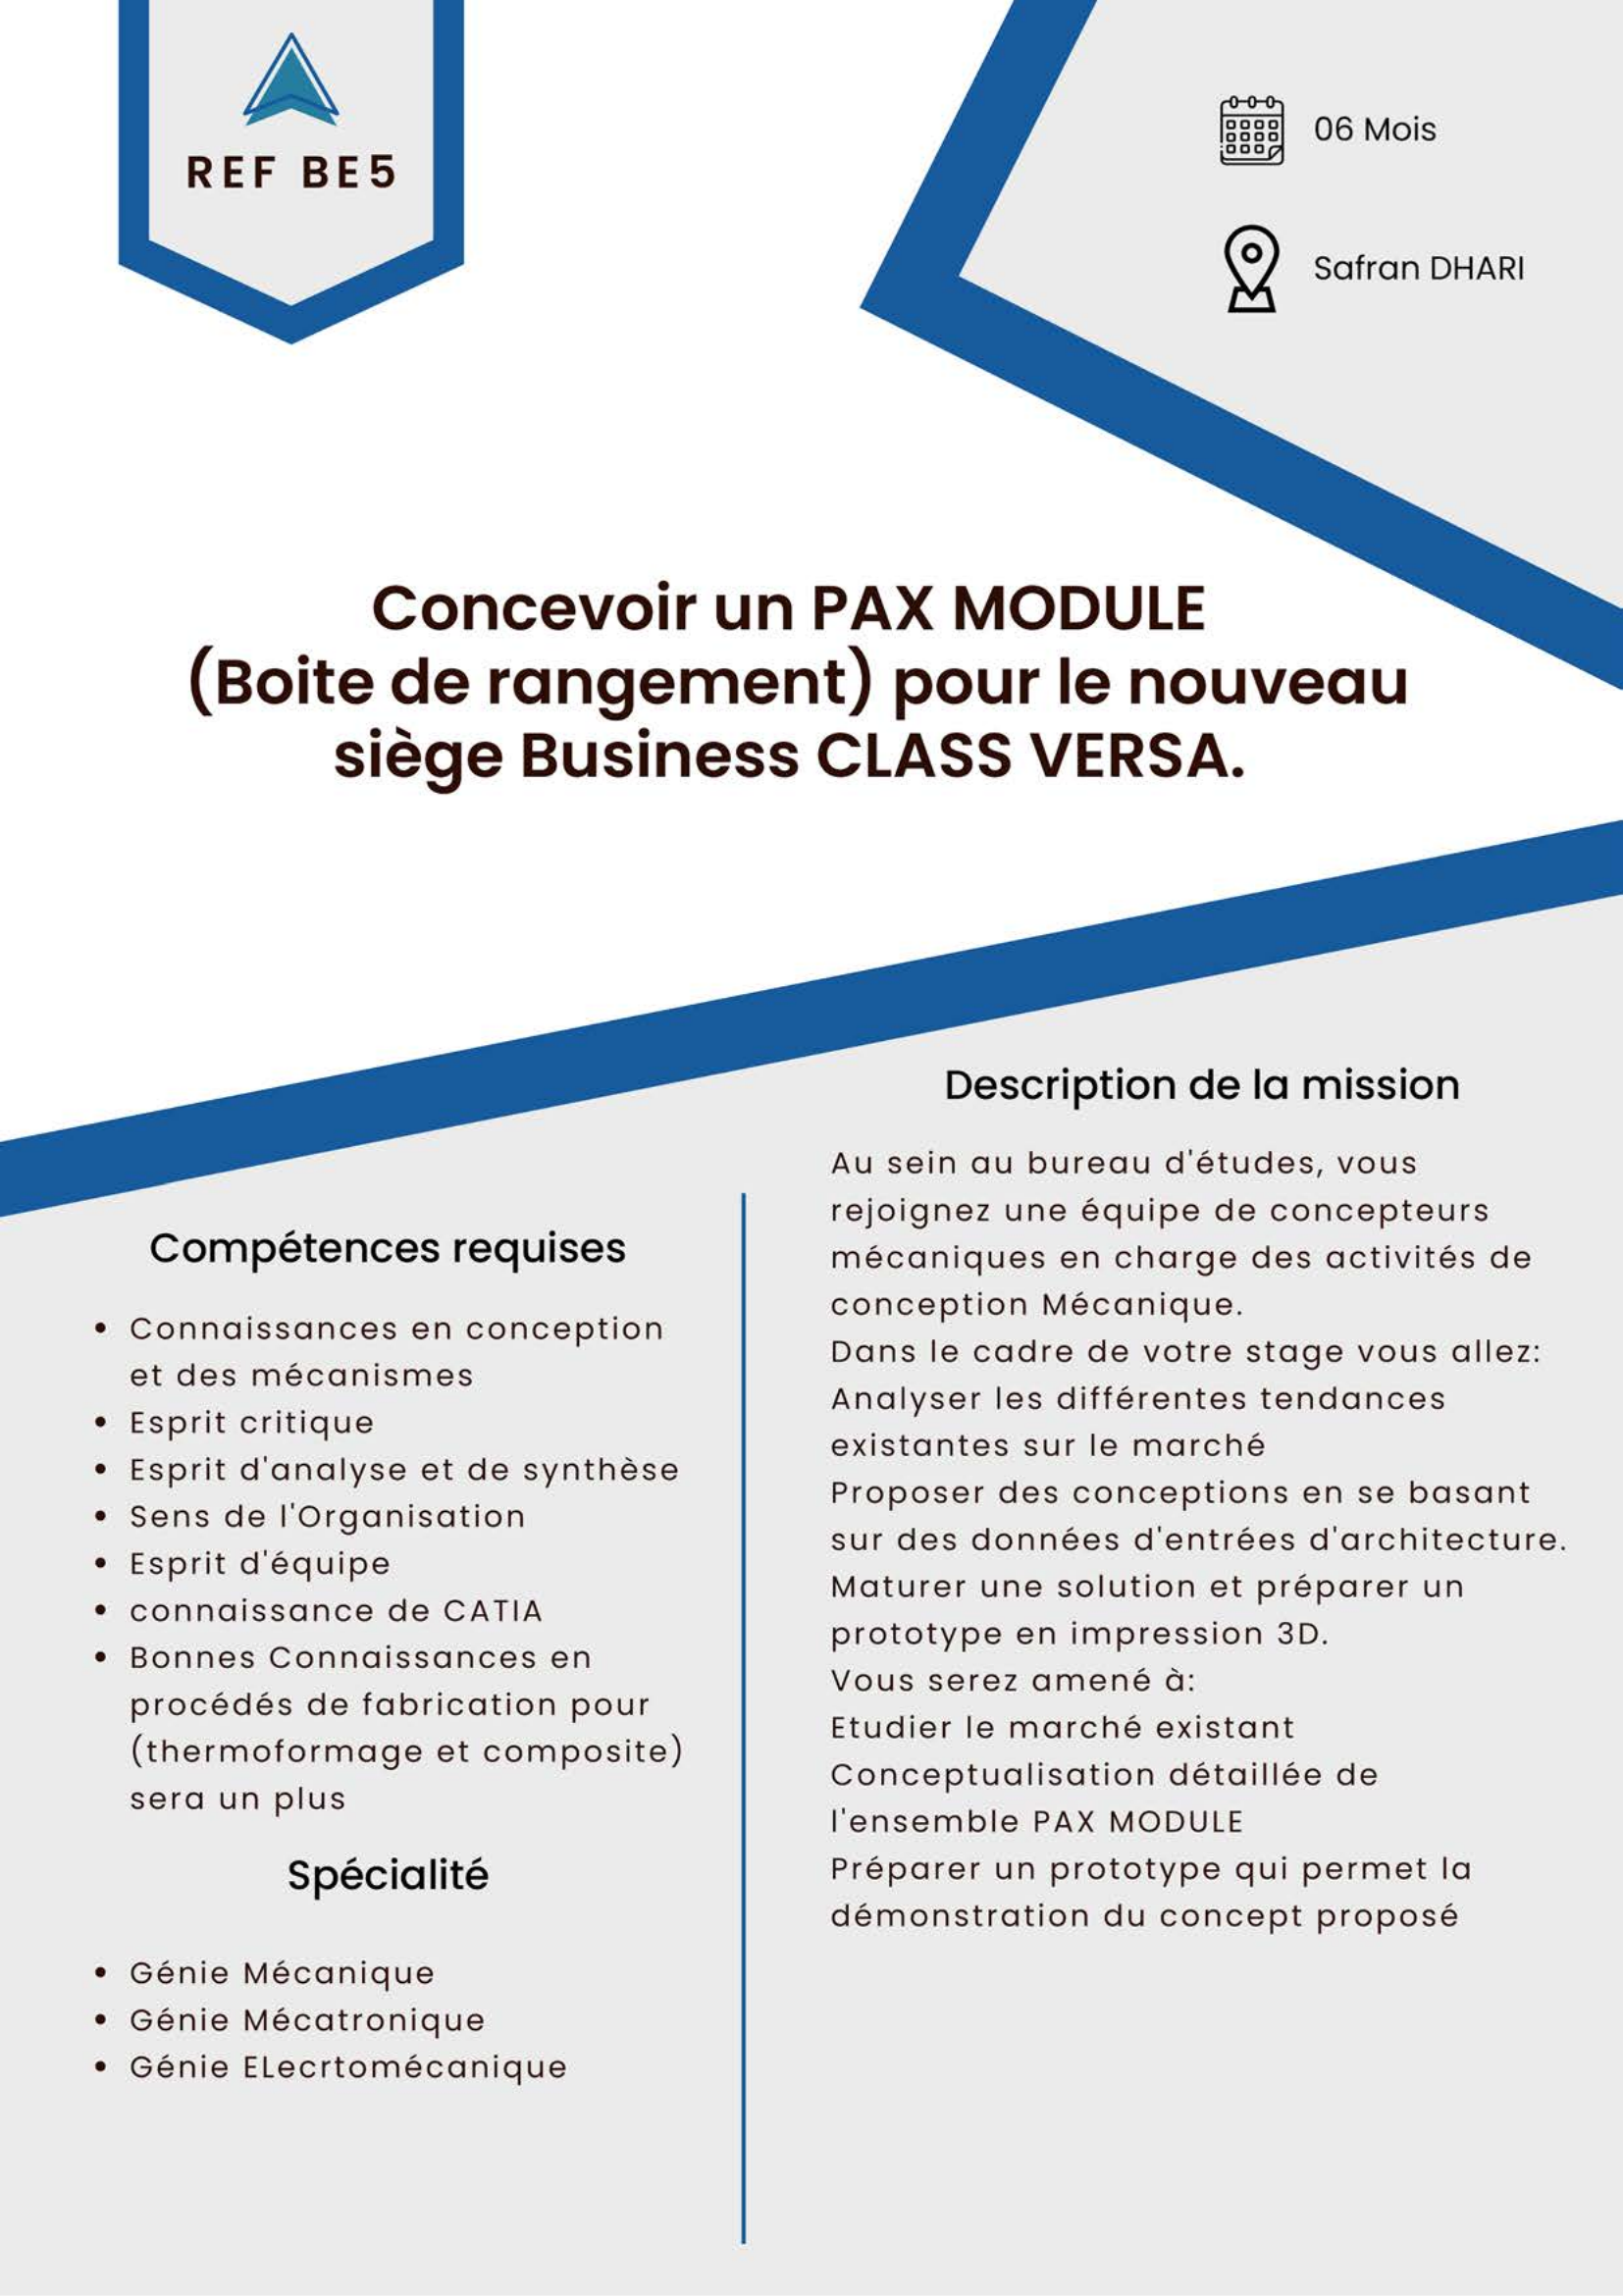 REF BE5
06 Mois
Safran DHARI
Concevoir un PAX MODULE
(Boite de rangement) pour le nouveau
siège Business CLASS VERSA.
Compétences requises
• Connaissances en conception
et des mécanismes
• Esprit critique
• Esprit d'analyse et de synthèse
• Sens de l'Organisation
• Esprit d'équipe
• connaissance de CATIA
• Bonnes Connaissances en
procédés de fabrication pour
(thermoformage et composite)
sera un plus
Spécialité
• Génie Mécanique
• Génie Mécatronique
• Génie ELecrtomécanique
Description de la mission
Au sein au bureau d'études, vous
rejoignez une équipe de concepteurs
mécaniques en charge des activités de
conception Mécanique.
Dans le cadre de votre stage vous allez:
Analyser les différentes tendances
existantes sur le marché
Proposer des conceptions en se basant
sur des données d'entrées d'architecture.
Maturer une solution et préparer un
prototype en impression 3D.
Vous serez amené à:
Etudier le marché existant
Conceptualisation détaillée de
l'ensemble PAX MODULE
Préparer un prototype qui permet la
démonstration du concept proposé